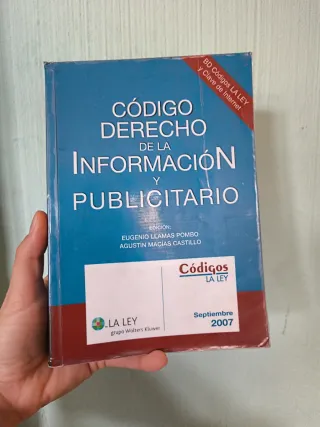 BD Códigos LA LEY
y Clave de Internet
CÓDIGO
DERECHO
DE LA
INFORMACIÓN
Y
PUBLICITARIO
EDICIÓN:
EUGENIO LLAMAS POMBO
AGUSTÍN MACÍAS CASTILLO
Códigos
LA LEY
Septiembre
2007
LA LEY
grupo Wolters Kluwer